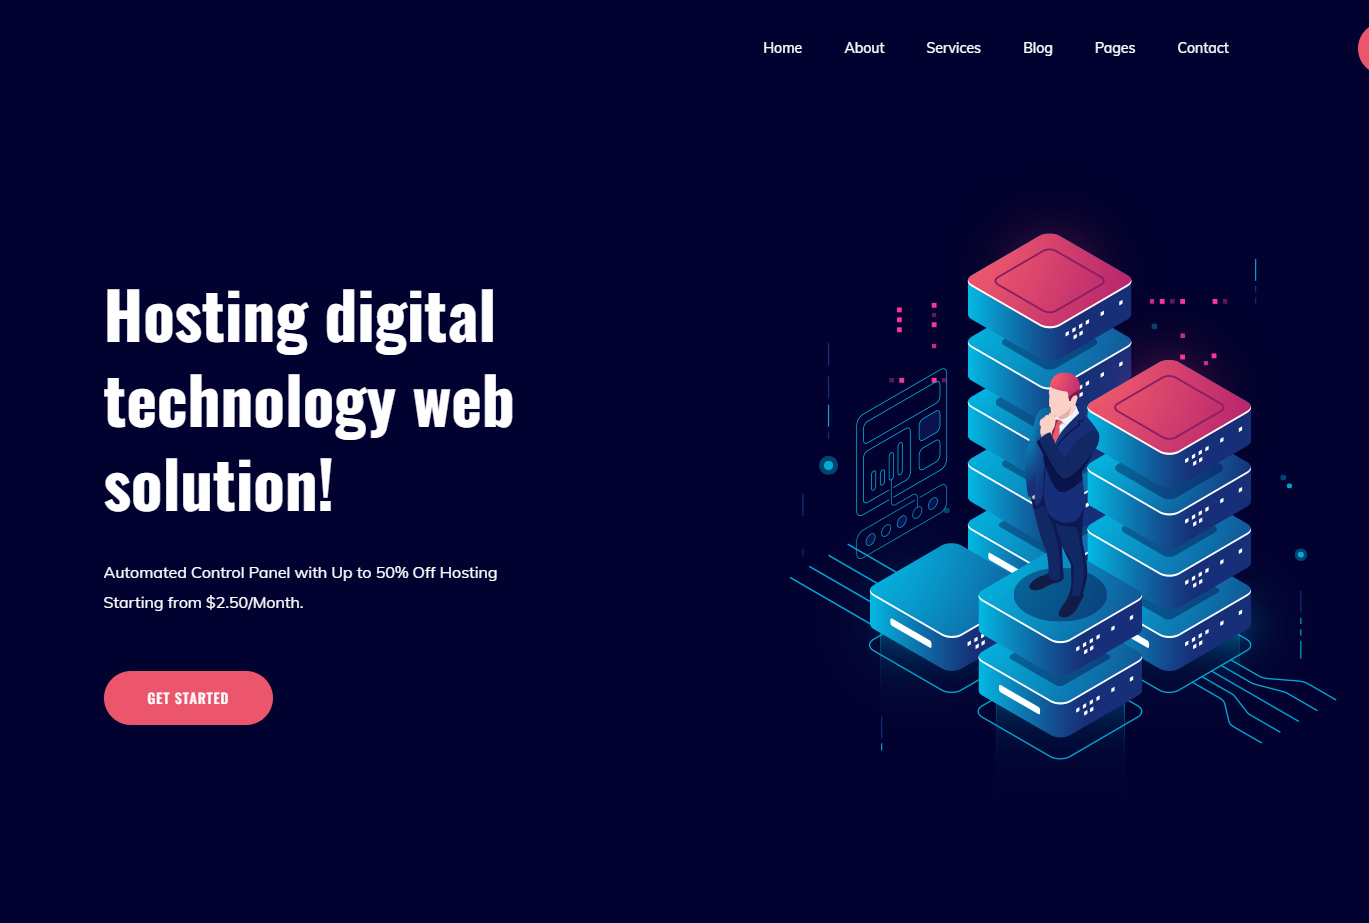 Home About Services Blog Pages Contact
Hosting digital
technology web
solution!
Automated Control Panel with Up to 50% Off Hosting
Starting from $2.50/Month.
GET STARTED